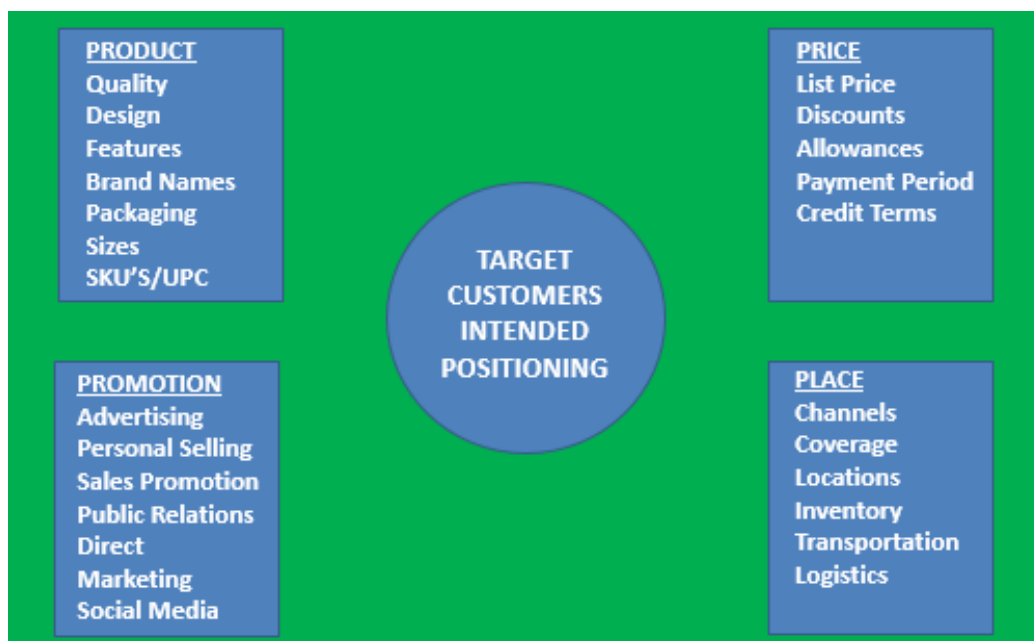 PRODUCT
Quality
Design
Features
Brand Names
Packaging
Sizes
SKU’S/UPC
PRICE
List Price
Discounts
Allowances
Payment Period
Credit Terms
TARGET
CUSTOMERS
INTENDED
POSITIONING
PROMOTION
Advertising
Personal Selling
Sales Promotion
Public Relations
Direct
Marketing
Social Media
PLACE
Channels
Coverage
Locations
Inventory
Transportation
Logistics